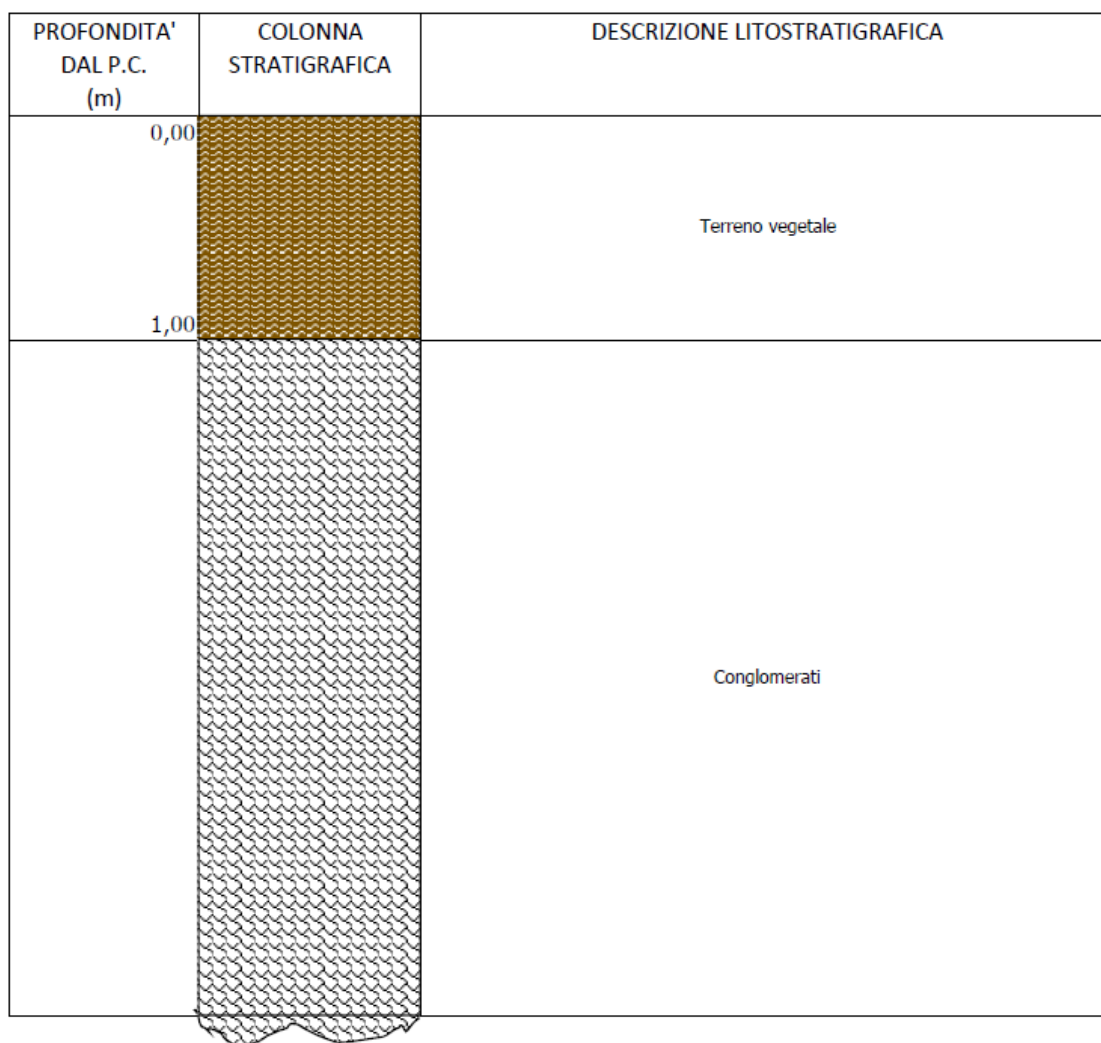 PROFONDITA'
DAL P.C.
(m)
COLONNA
STRATIGRAFICA
DESCRIZIONE LITOSTRATIGRAFICA
0,00
Terreno vegetale
1,00
Conglomerati